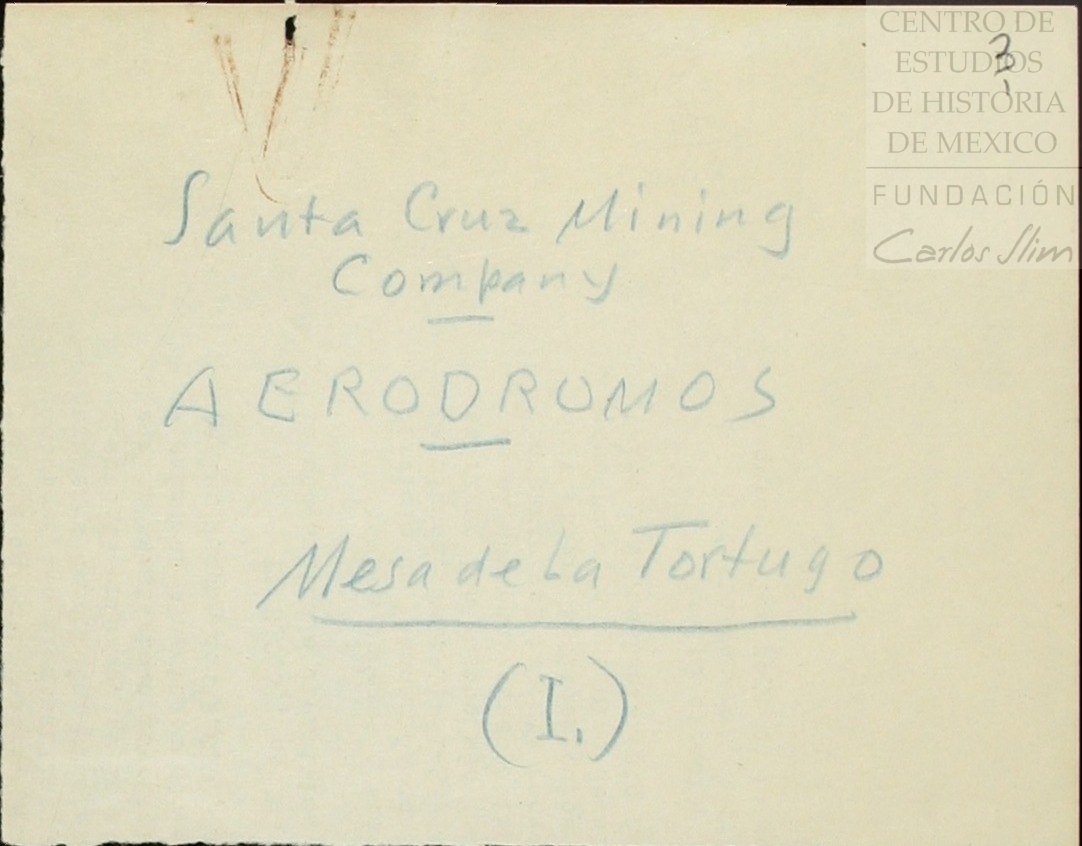 CENTRO DE
ESTUDIOS
DE HISTORIA
DE MEXICO
FUNDACIÓN
Carlos Slim
3
1
Santa Cruz Mining
Company
AERODROMOS
Mesa de La Tortugo
(I.)